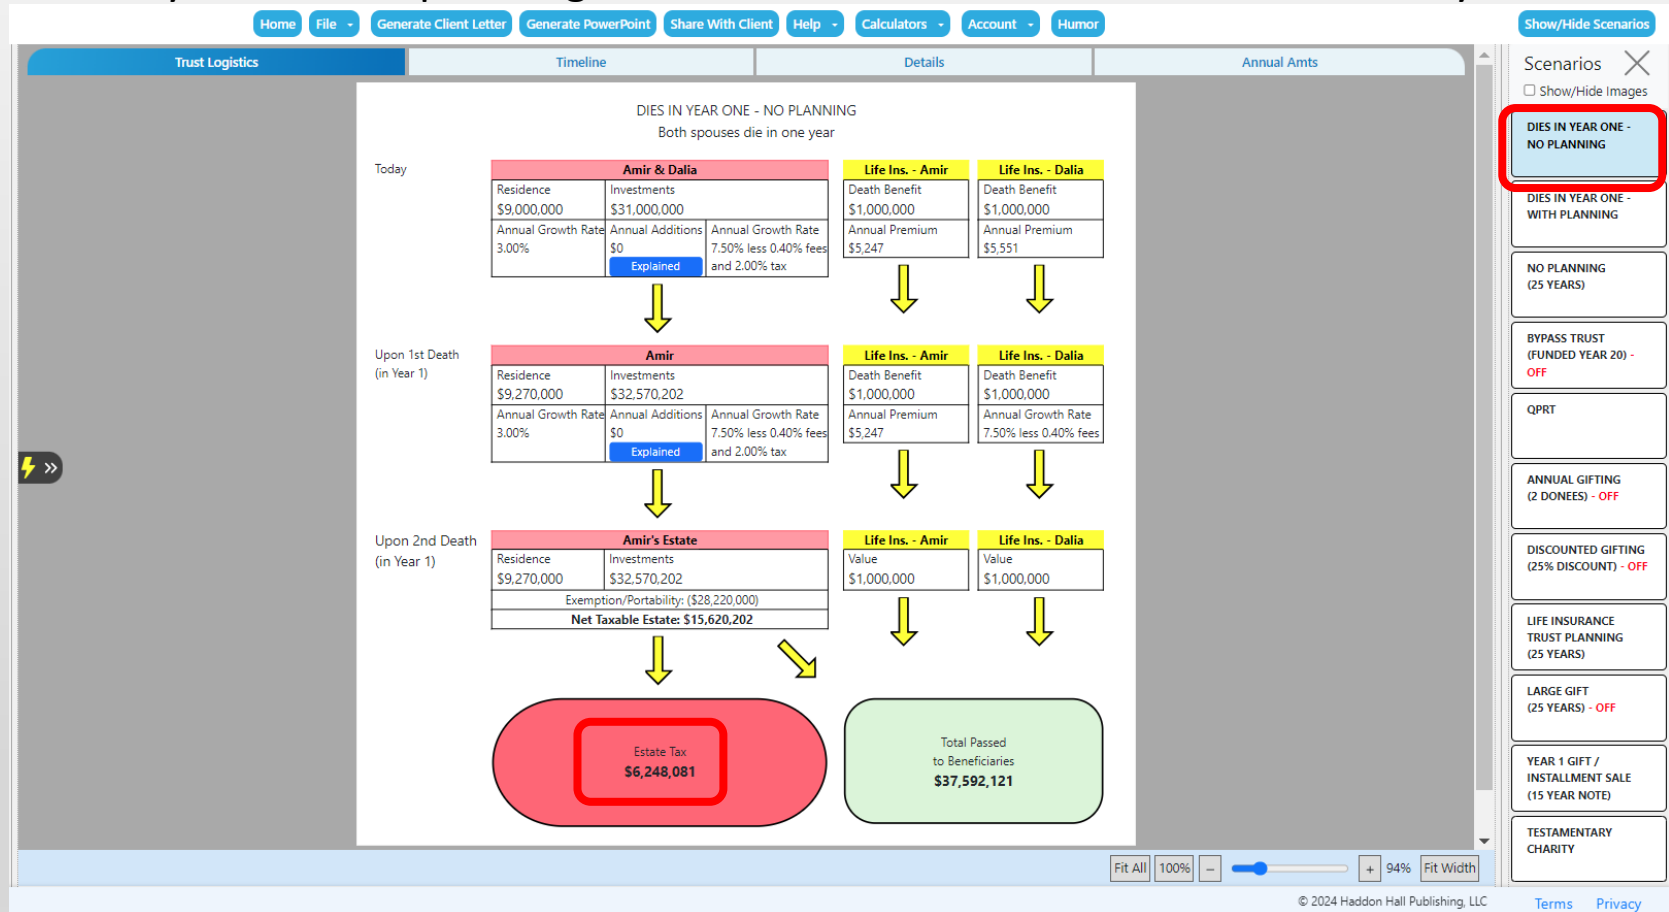 Home File Generate Client Letter Generate PowerPoint Share With Client Help Calculators Account Humor Show/Hide Scenarios
Trust Logistics Timeline Details Annual Amts
DIES IN YEAR ONE - NO PLANNING
Both spouses die in one year
Today
Amir & Dalia
Residence Investments
$9,000,000 $31,000,000
Annual Growth Rate Annual Additions Annual Growth Rate
3.00% $0 7.50% less 0.40% fees
Explained and 2.00% tax
Life Ins. - Amir Life Ins. - Dalia
Death Benefit Death Benefit
$1,000,000 $1,000,000
Annual Premium Annual Premium
$5,247 $5,551
Upon 1st Death
(in Year 1)
Amir
Residence Investments
$9,270,000 $32,570,202
Annual Growth Rate Annual Additions Annual Growth Rate
3.00% $0 7.50% less 0.40% fees
Explained and 2.00% tax
Life Ins. - Amir Life Ins. - Dalia
Death Benefit Death Benefit
$1,000,000 $1,000,000
Annual Premium Annual Growth Rate
$5,247 7.50% less 0.40% fees
Upon 2nd Death
(in Year 1)
Amir's Estate
Residence Investments
$9,270,000 $32,570,202
Exemption/Portability: ($28,220,000)
Net Taxable Estate: $15,620,202
Life Ins. - Amir Life Ins. - Dalia
Value Value
$1,000,000 $1,000,000
Estate Tax
$6,248,081
Total Passed
to Beneficiaries
$37,592,121
Scenarios
Show/Hide Images
DIES IN YEAR ONE -
NO PLANNING
DIES IN YEAR ONE -
WITH PLANNING
NO PLANNING
(25 YEARS)
BYPASS TRUST
(FUNDED YEAR 20) -
OFF
QPRT
ANNUAL GIFTING
(2 DONEES) - OFF
DISCOUNTED GIFTING
(25% DISCOUNT) - OFF
LIFE INSURANCE
TRUST PLANNING
(25 YEARS)
LARGE GIFT
(25 YEARS) - OFF
YEAR 1 GIFT /
INSTALLMENT SALE
(15 YEAR NOTE)
TESTAMENTARY
CHARITY
Fit All 100% - + 94% Fit Width
© 2024 Haddon Hall Publishing, LLC Terms Privacy